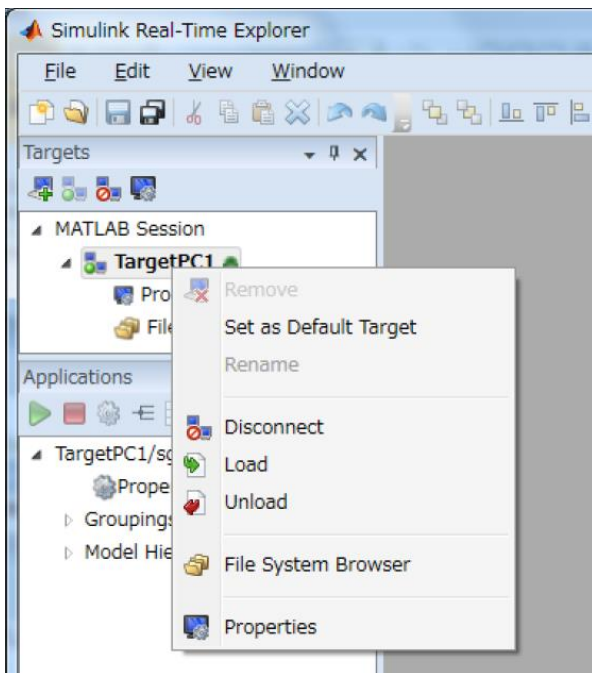 Simulink Real-Time Explorer
File Edit View Window
Targets
MATLAB Session
TargetPC1
Pro
File
Remove
Set as Default Target
Rename
Applications
Disconnect
TargetPC1/sc
Load
Prope
Unload
Groupings
Model Hie
File System Browser
Properties